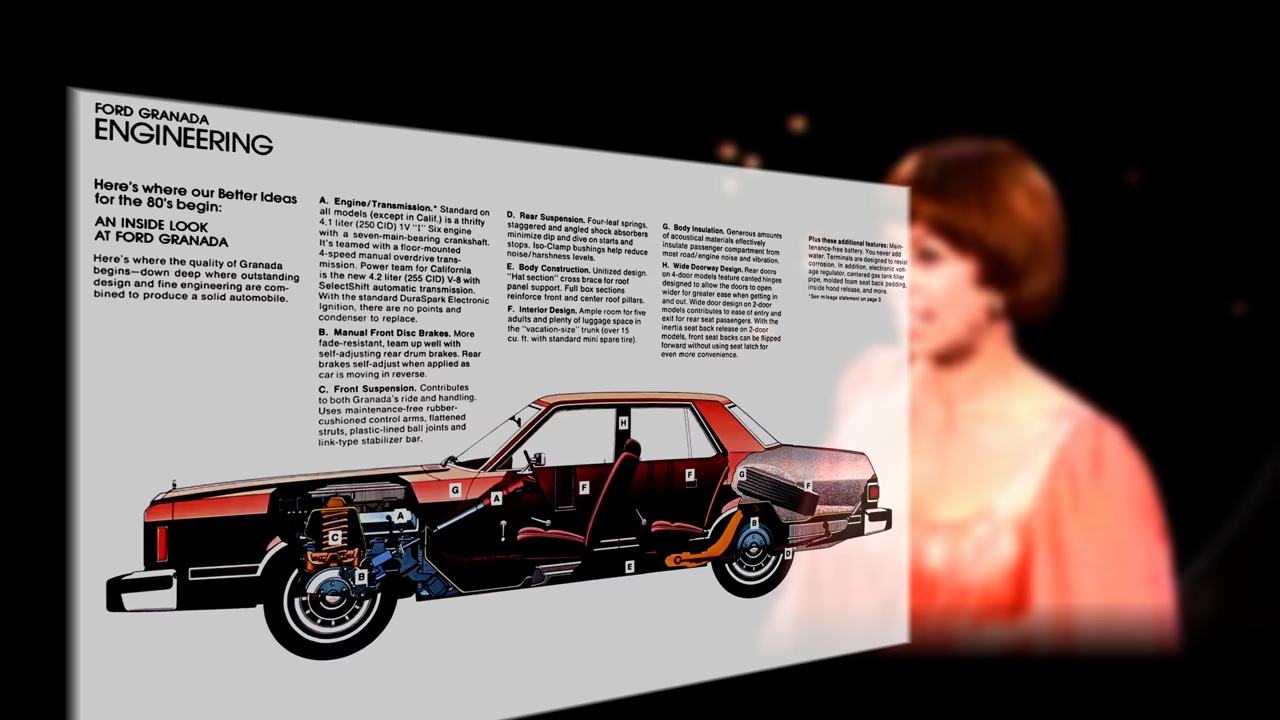 FORD GRANADA
ENGINEERING
Here's where our Better Ideas
for the 80's begin:
AN INSIDE LOOK
AT FORD GRANADA
Here's where the quality of Granada
begins—down deep where outstanding
design and fine engineering are com-
bined to produce a solid automobile.
A. Engine/Transmission.* Standard on
all models (except in Calif.) is a thrifty
4.1 liter (250 CID) 1V "I" Six engine
with a seven-main-bearing crankshaft.
It's teamed with a floor-mounted
4-speed manual overdrive trans-
mission. Power team for California
is the new 4.2 liter (255 CID) V-8 with
SelectShift automatic transmission.
With the standard DuraSpark Electronic
Ignition, there are no points and
condenser to replace.
B. Manual Front Disc Brakes. More
fade-resistant, team up well with
self-adjusting rear drum brakes. Rear
brakes self-adjust when applied as
car is moving in reverse.
C. Front Suspension. Contributes
to both Granada's ride and handling.
Uses maintenance-free rubber-
cushioned control arms, flattened
struts, plastic-lined ball joints and
link-type stabilizer bar.
D. Rear Suspension. Four-leaf springs,
staggered and angled shock absorbers
minimize dip and dive on starts and
stops. Iso-Clamp bushings help reduce
noise/harshness levels.
E. Body Construction. Unitized design.
"Hat section" cross brace for roof
panel support. Full box sections
reinforce front and center roof pillars.
F. Interior Design. Ample room for five
adults and plenty of luggage space in
the "vacation-size" trunk (over 15
cu. ft. with standard mini spare tire).
G. Body Insulation. Generous amounts
of acoustical materials effectively
insulate passenger compartment from
most road/engine noise and vibration.
H. Wide Doorway Design. Rear doors
on 4-door models feature canted hinges
designed to allow the doors to open
wider for greater ease when getting in
and out. Wide door design on 2-door
models contributes to ease of entry and
exit for rear seat passengers. With the
inertia seat back release on 2-door
models, front seat backs can be flipped
forward without using seat latch for
even more convenience.
Plus these additional features: Main-
tenance-free battery. You never add
water. Terminals are designed to resist
corrosion. In addition, electronic volt-
age regulator, centered gas tank filler
pipe, molded foam seat back padding,
inside hood release, and more.
*See mileage statement on page 3.
H
G
A
F
F
G
F
A
C
B
B
D
E